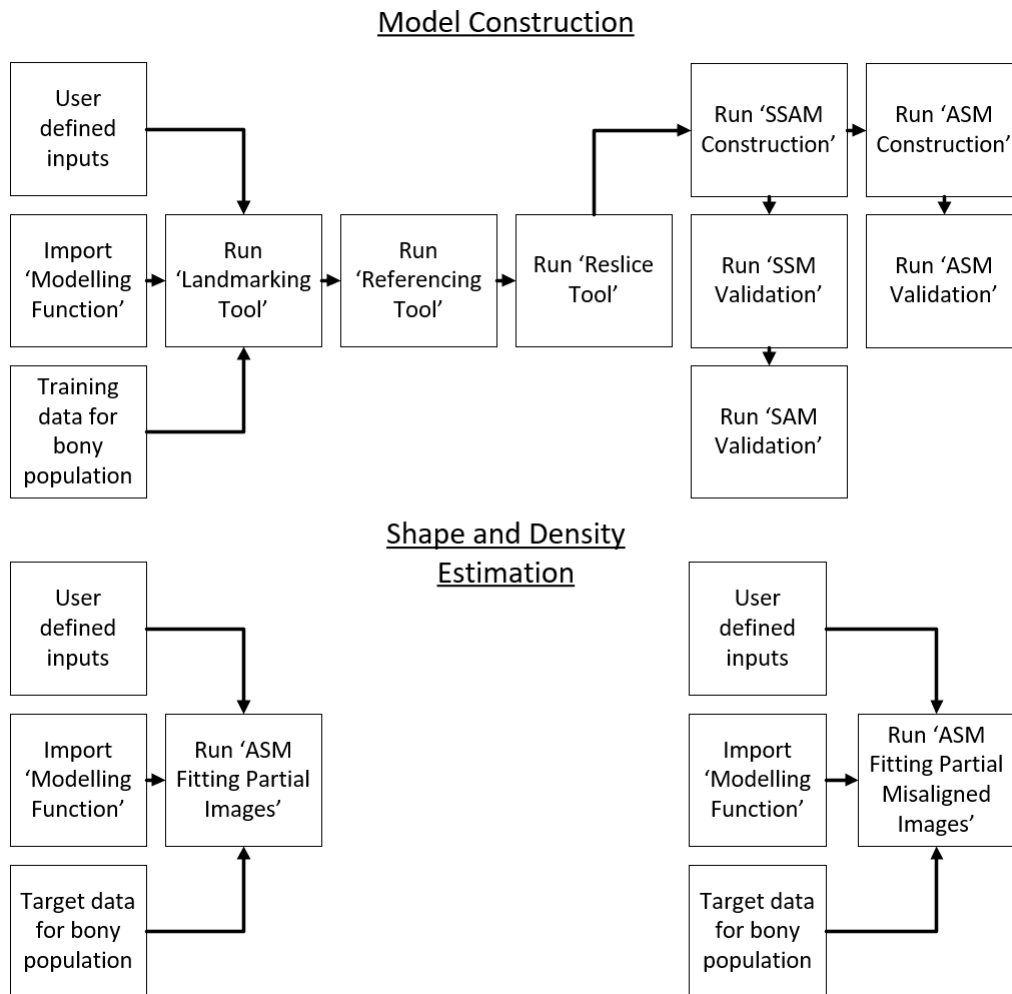 Model Construction
User
defined
inputs
Import
‘Modelling
Function’
Training
data for
bony
population
Run
‘Landmarking
Tool’
Run
‘Referencing
Tool’
Run ‘Reslice
Tool’
Run ‘SSAM
Construction’
Run ‘ASM
Construction’
Run ‘SSM
Validation’
Run ‘ASM
Validation’
Run ‘SAM
Validation’
Shape and Density
Estimation
User
defined
inputs
Import
‘Modelling
Function’
Target data
for bony
population
Run ‘ASM
Fitting Partial
Images’
User
defined
inputs
Import
‘Modelling
Function’
Target data
for bony
population
Run ‘ASM
Fitting Partial
Misaligned
Images’